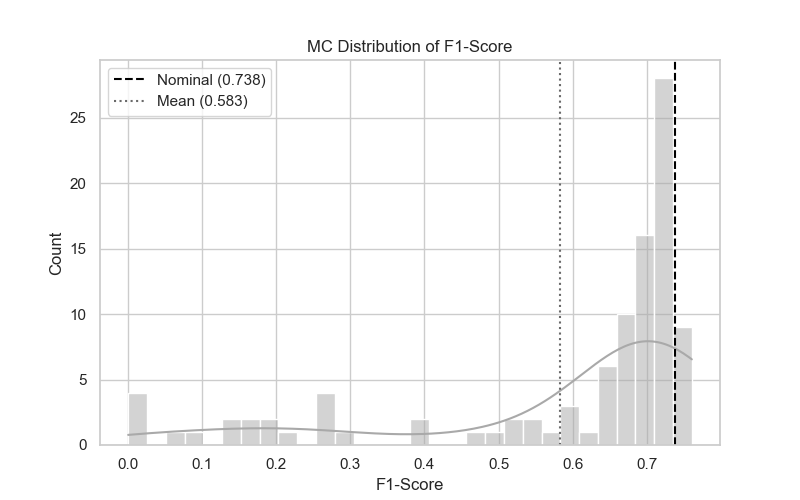 MC Distribution of F1-Score
Nominal (0.738)
Mean (0.583)
Count
25
20
15
10
5
0
0.0 0.1 0.2 0.3 0.4 0.5 0.6 0.7
F1-Score